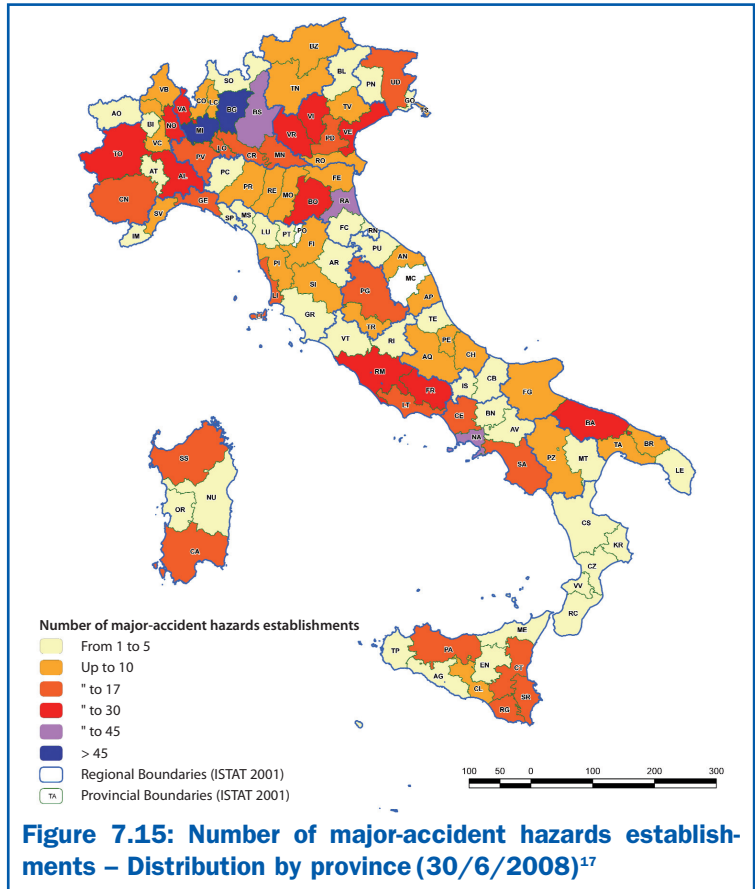 BZ
SO
BL
VB
TN
PN
UD
AO
CO
LC
VA
BG
BS
GO
TS
BI
NO
MI
VI
TV
VC
VR
PD
VE
TO
LO
PV
CR
MN
RO
AT
AL
PC
FE
CN
GE
PR
RE
MO
BO
RA
SV
SP
MS
FC
RN
IM
LU
PT
PO
FI
PU
AN
PI
AR
MC
LI
SI
PG
AP
GR
TR
TE
VT
RI
PE
AQ
CH
RM
FR
IS
CB
LT
FG
CE
BN
BA
NA
AV
SS
SA
PZ
MT
TA
BR
NU
LE
OR
CS
CA
KR
CZ
VV
RC
ME
TP
PA
EN
CT
AG
CL
SR
RG
Number of major-accident hazards establishments
From 1 to 5
Up to 10
" to 17
" to 30
" to 45
> 45
Regional Boundaries (ISTAT 2001)
TA Provincial Boundaries (ISTAT 2001)
100 50 0 100 200 300
Figure 7.15: Number of major-accident hazards establish-
ments – Distribution by province (30/6/2008)17